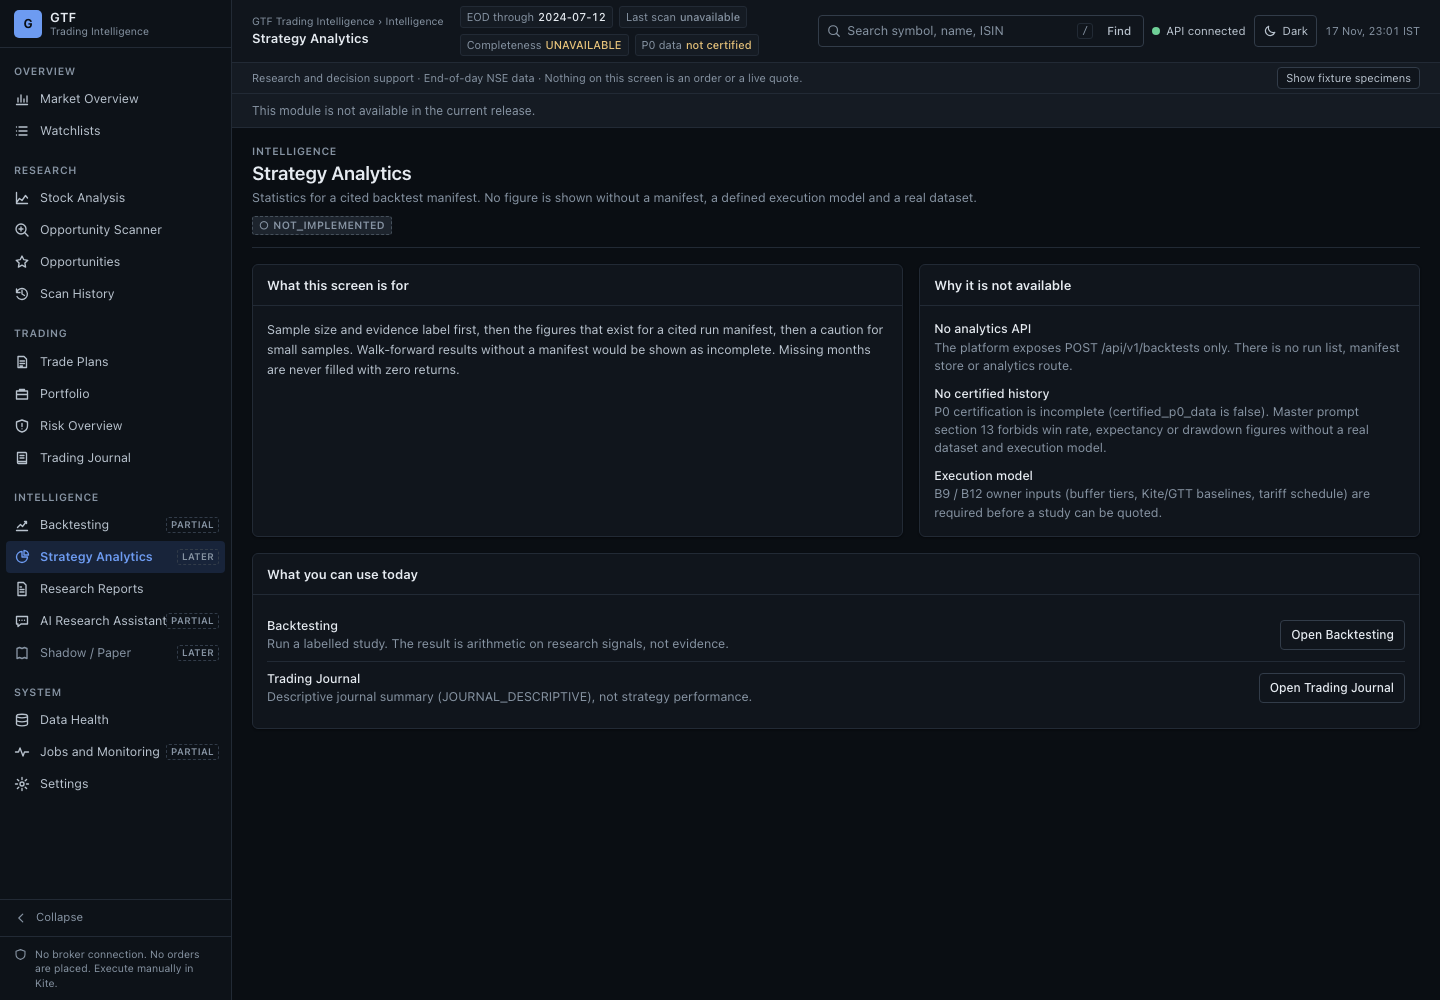 G
GTF
Trading Intelligence
OVERVIEW
Market Overview
Watchlists
RESEARCH
Stock Analysis
Opportunity Scanner
Opportunities
Scan History
TRADING
Trade Plans
Portfolio
Risk Overview
Trading Journal
INTELLIGENCE
Backtesting PARTIAL
Strategy Analytics LATER
Research Reports
AI Research Assistant PARTIAL
Shadow / Paper LATER
SYSTEM
Data Health
Jobs and Monitoring PARTIAL
Settings
Collapse
No broker connection. No orders
are placed. Execute manually in
Kite.
GTF Trading Intelligence › Intelligence
Strategy Analytics
EOD through 2024-07-12 Last scan unavailable
Completeness UNAVAILABLE P0 data not certified
Search symbol, name, ISIN / Find
API connected
Dark
17 Nov, 23:01 IST
Research and decision support · End-of-day NSE data · Nothing on this screen is an order or a live quote.
Show fixture specimens
This module is not available in the current release.
INTELLIGENCE
Strategy Analytics
Statistics for a cited backtest manifest. No figure is shown without a manifest, a defined execution model and a real dataset.
NOT_IMPLEMENTED
What this screen is for
Sample size and evidence label first, then the figures that exist for a cited run manifest, then a caution for
small samples. Walk-forward results without a manifest would be shown as incomplete. Missing months
are never filled with zero returns.
Why it is not available
No analytics API
The platform exposes POST /api/v1/backtests only. There is no run list, manifest
store or analytics route.
No certified history
P0 certification is incomplete (certified_p0_data is false). Master prompt
section 13 forbids win rate, expectancy or drawdown figures without a real
dataset and execution model.
Execution model
B9 / B12 owner inputs (buffer tiers, Kite/GTT baselines, tariff schedule) are
required before a study can be quoted.
What you can use today
Backtesting
Run a labelled study. The result is arithmetic on research signals, not evidence.
Open Backtesting
Trading Journal
Descriptive journal summary (JOURNAL_DESCRIPTIVE), not strategy performance.
Open Trading Journal